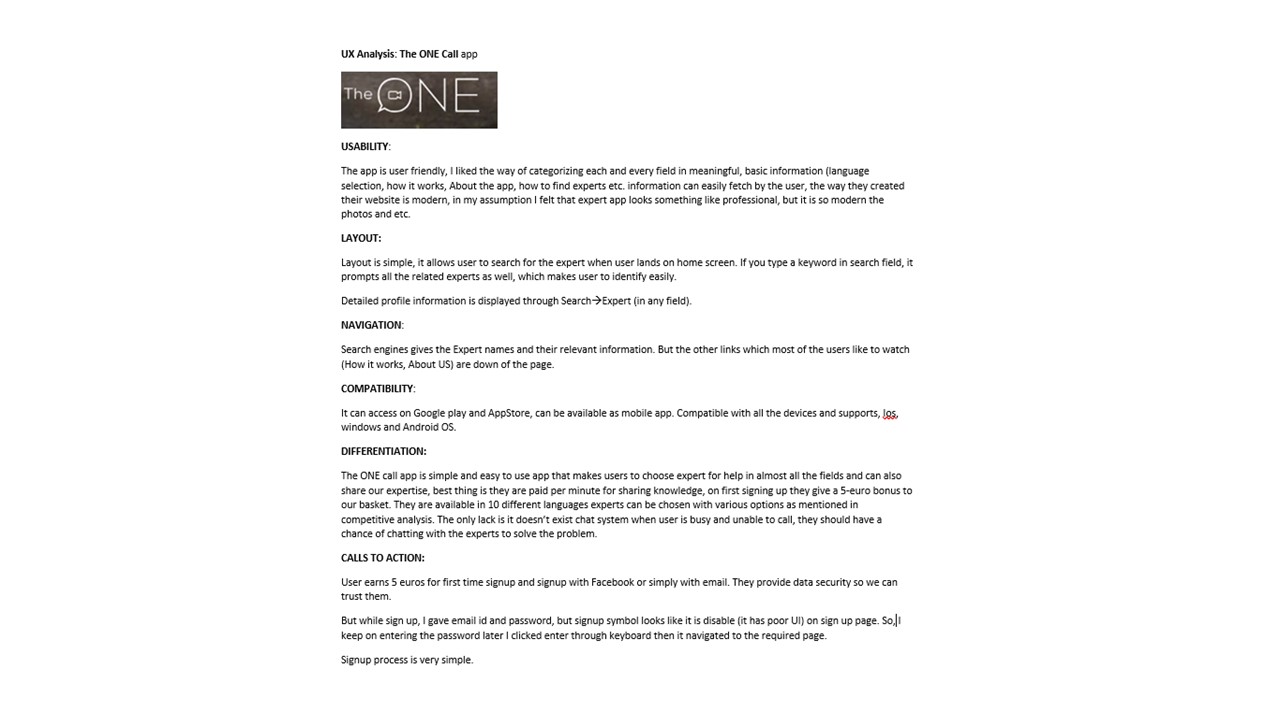 UX Analysis: The ONE Call app
The ONE
USABILITY:
The app is user friendly, I liked the way of categorizing each and every field in meaningful, basic information (language
selection, how it works, About the app, how to find experts etc. information can easily fetch by the user, the way they created
their website is modern, in my assumption I felt that expert app looks something like professional, but it is so modern the
photos and etc.
LAYOUT:
Layout is simple, it allows user to search for the expert when user lands on home screen. If you type a keyword in search field, it
prompts all the related experts as well, which makes user to identify easily.
Detailed profile information is displayed through Search→Expert (in any field).
NAVIGATION:
Search engines gives the Expert names and their relevant information. But the other links which most of the users like to watch
(How it works, About US) are down of the page.
COMPATIBILITY:
It can access on Google play and AppStore, can be available as mobile app. Compatible with all the devices and supports, Ios,
windows and Android OS.
DIFFERENTIATION:
The ONE call app is simple and easy to use app that makes users to choose expert for help in almost all the fields and can also
share our expertise, best thing is they are paid per minute for sharing knowledge, on first signing up they give a 5-euro bonus to
our basket. They are available in 10 different languages experts can be chosen with various options as mentioned in
competitive analysis. The only lack is it doesn't exist chat system when user is busy and unable to call, they should have a
chance of chatting with the experts to solve the problem.
CALLS TO ACTION:
User earns 5 euros for first time signup and signup with Facebook or simply with email. They provide data security so we can
trust them.
But while sign up, I gave email id and password, but signup symbol looks like it is disable (it has poor UI) on sign up page. So, I
keep on entering the password later I clicked enter through keyboard then it navigated to the required page.
Signup process is very simple.